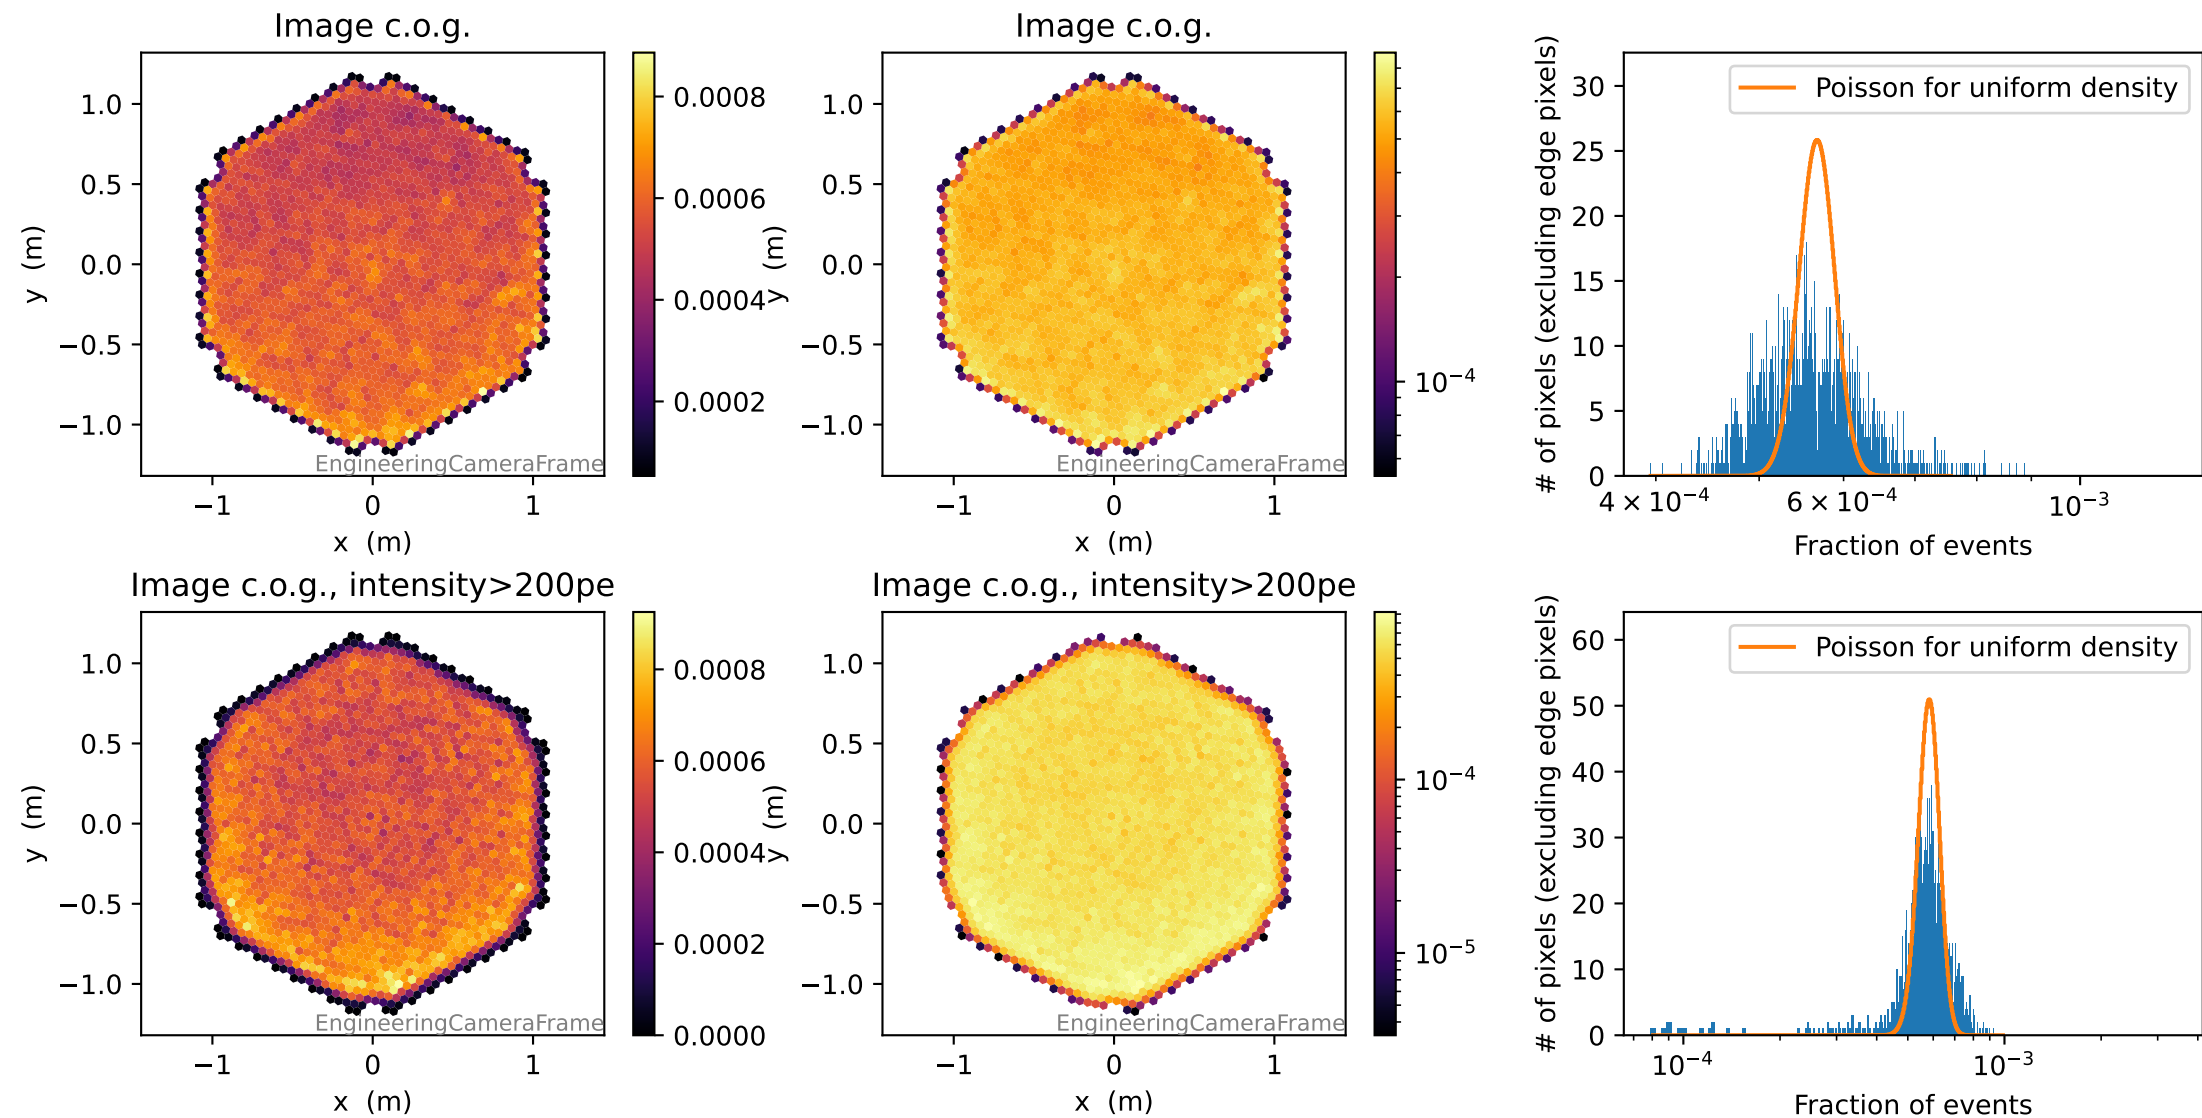 Image c.o.g.
1.0
0.5
0.0
−0.5
−1.0
y (m)
−1
0
1
x (m)
EngineeringCameraFrame
0.0008
0.0006
0.0004
0.0002
Image c.o.g.
1.0
0.5
0.0
−0.5
−1.0
y (m)
−1
0
1
x (m)
EngineeringCameraFrame
10⁻⁴
# of pixels (excluding edge pixels)
30
25
20
15
10
5
0
Poisson for uniform density
4 × 10⁻⁴
6 × 10⁻⁴
10⁻³
Fraction of events
Image c.o.g., intensity>200pe
1.0
0.5
0.0
−0.5
−1.0
y (m)
−1
0
1
x (m)
EngineeringCameraFrame
0.0008
0.0006
0.0004
0.0002
0.0000
Image c.o.g., intensity>200pe
1.0
0.5
0.0
−0.5
−1.0
y (m)
−1
0
1
x (m)
EngineeringCameraFrame
10⁻⁴
10⁻⁵
# of pixels (excluding edge pixels)
60
50
40
30
20
10
0
Poisson for uniform density
10⁻⁴
10⁻³
Fraction of events